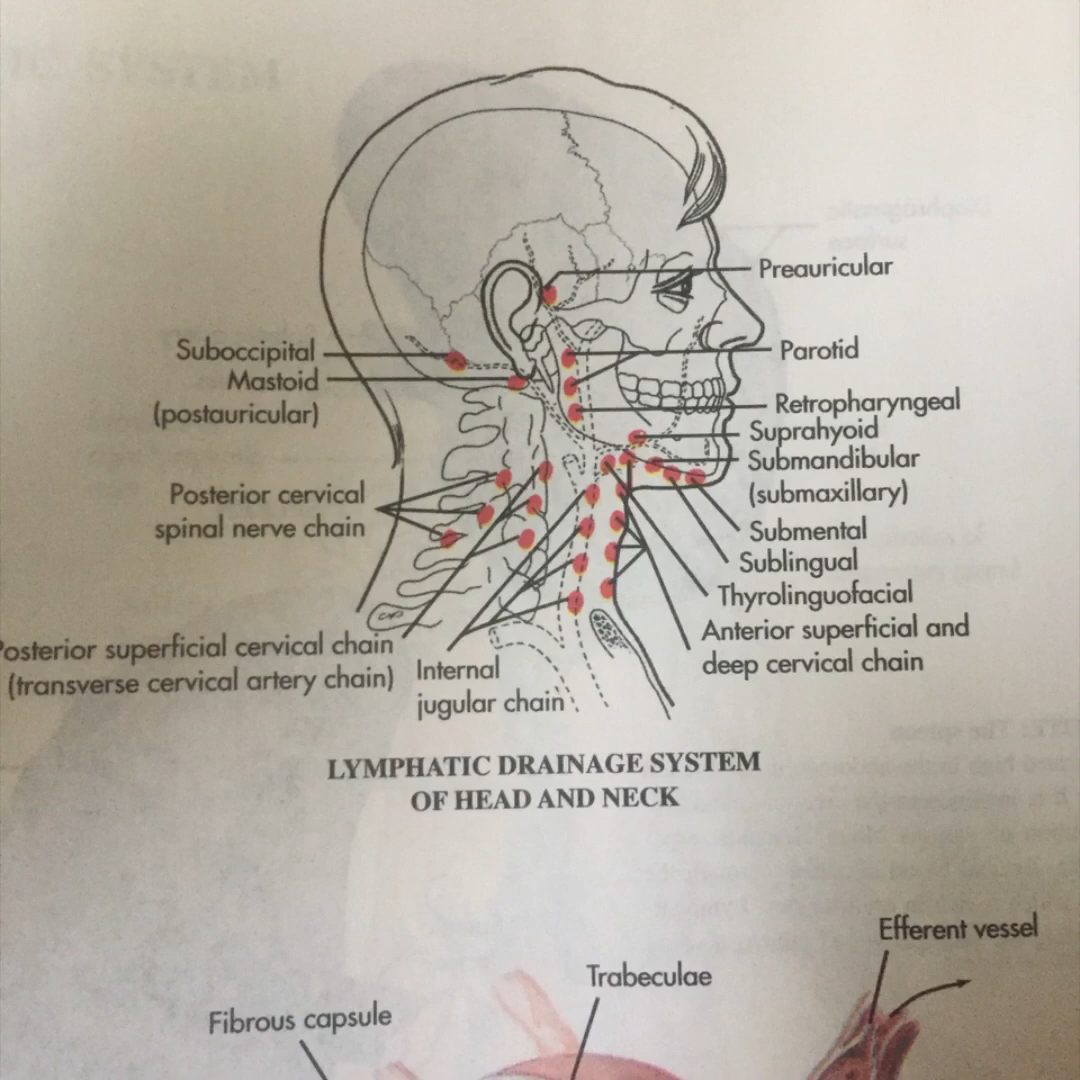 IC SYSTEM
Preauricular
Suboccipital
Parotid
Mastoid
(postauricular)
Retropharyngeal
Suprahyoid
Submandibular
(submaxillary)
Posterior cervical
spinal nerve chain
Submental
Sublingual
Thyrolinguofacial
Anterior superficial and
deep cervical chain
Posterior superficial cervical chain
(transverse cervical artery chain)
Internal
jugular chain
LYMPHATIC DRAINAGE SYSTEM
OF HEAD AND NECK
Efferent vessel
Trabeculae
Fibrous capsule